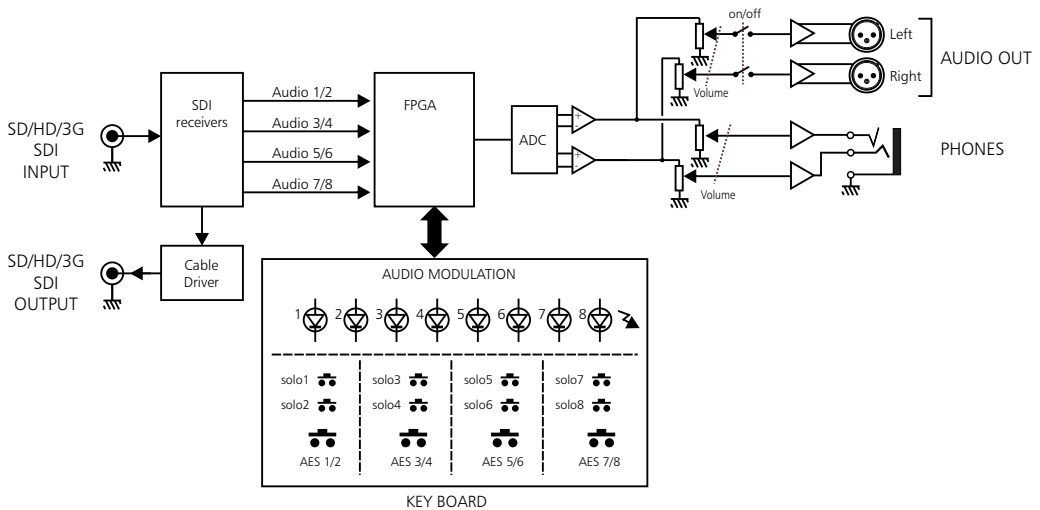 on/off
Left
Right
AUDIO OUT
Volume
SD/HD/3G
SDI
INPUT
SDI
receivers
Audio 1/2
Audio 3/4
Audio 5/6
Audio 7/8
FPGA
ADC
+
-
+
-
PHONES
Volume
SD/HD/3G
SDI
OUTPUT
Cable
Driver
AUDIO MODULATION
1 2 3 4 5 6 7 8
solo1 solo3 solo5 solo7
solo2 solo4 solo6 solo8
AES 1/2 AES 3/4 AES 5/6 AES 7/8
KEY BOARD